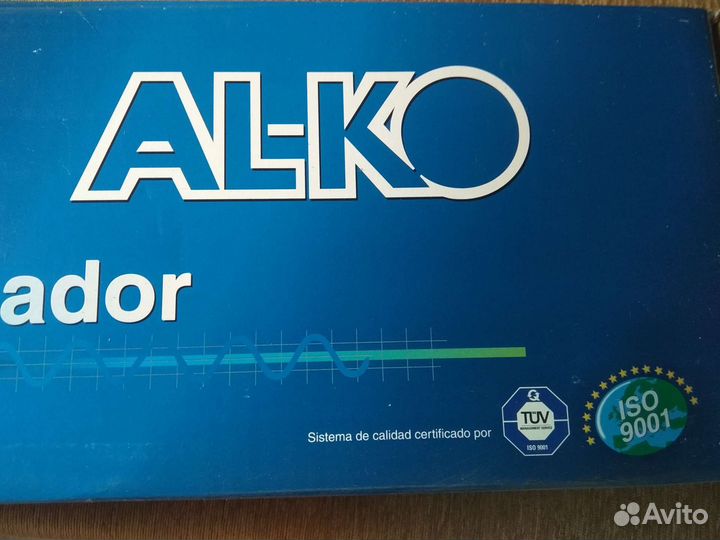 AL-KO
ador
Sistema de calidad certificado por
TÜV
MANAGEMENT SERVICE
ISO 9001
ISO
9001
Avito